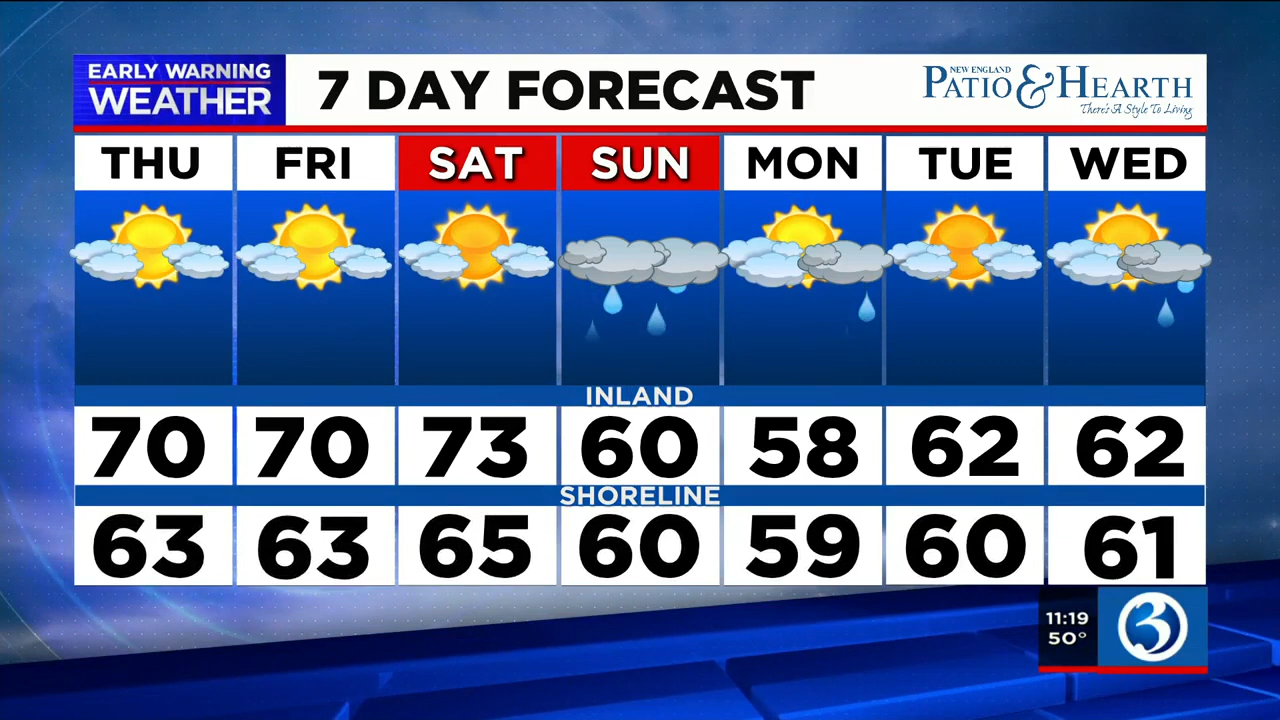 EARLY WARNING
WEATHER
7 DAY FORECAST
NEW ENGLAND
PATIO & HEARTH
There's A Style To Living
THU FRI SAT SUN MON TUE WED
INLAND
70 70 73 60 58 62 62
SHORELINE
63 63 65 60 59 60 61
11:19
50°
3